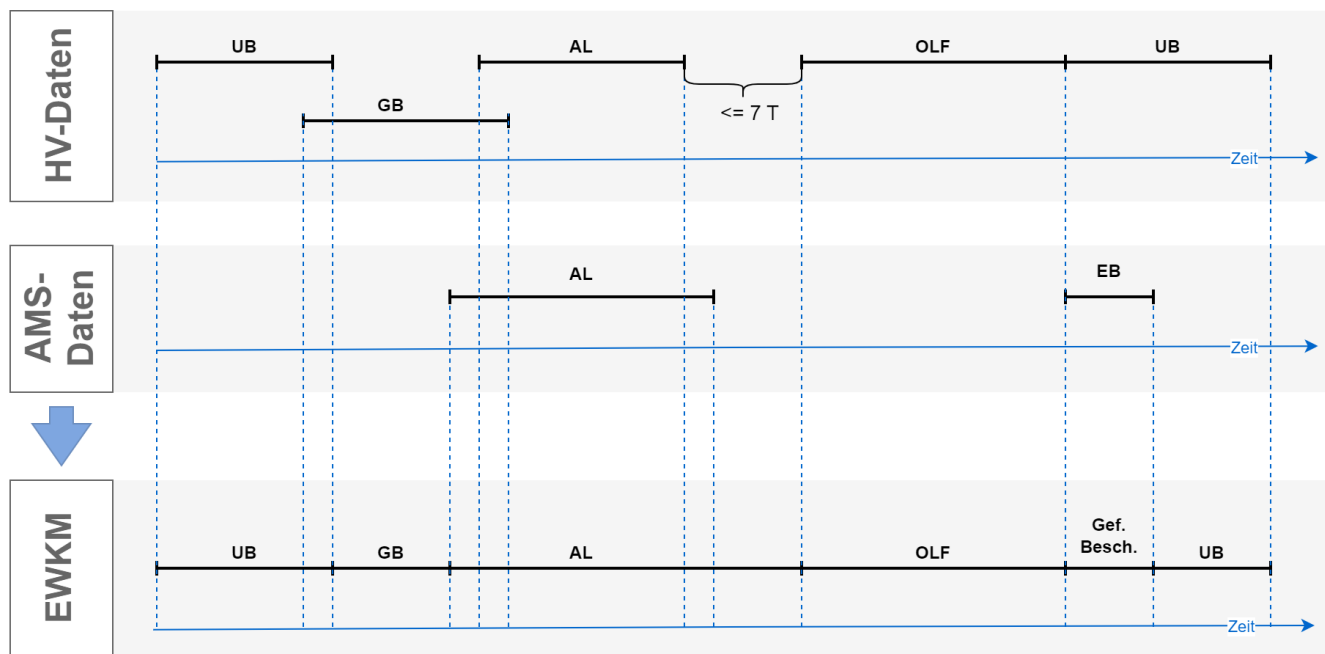 HV-Daten
UB
AL
OLF
UB
GB
<= 7 T
Zeit
AMS-
Daten
AL
EB
Zeit
EWKM
UB
GB
AL
OLF
Gef.
Besch.
UB
Zeit